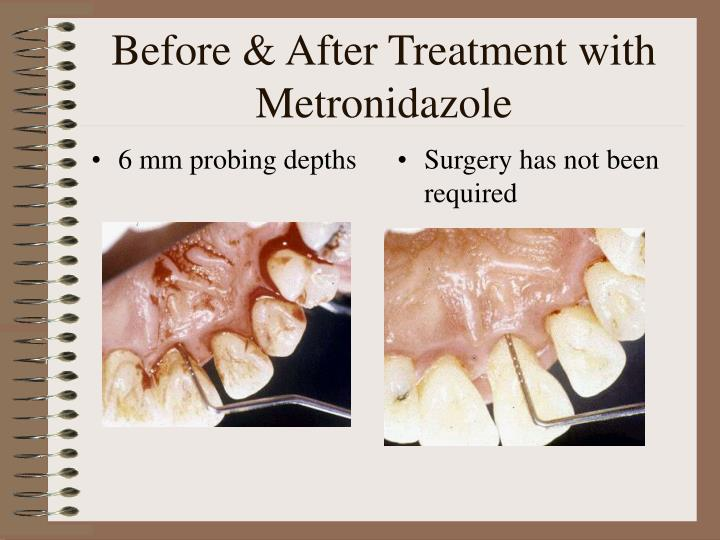 Before & After Treatment with
Metronidazole
• 6 mm probing depths
• Surgery has not been
required